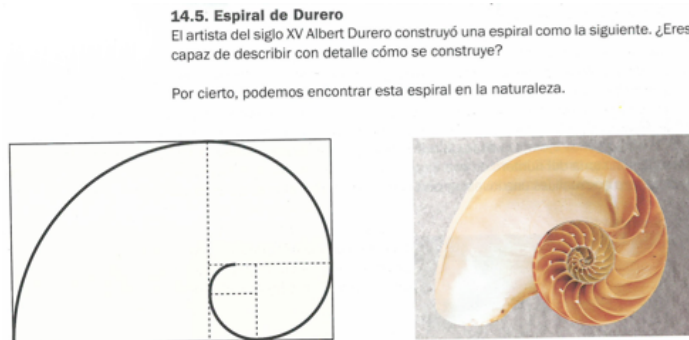 14.5. Espiral de Durero
El artista del siglo XV Albert Durero construyó una espiral como la siguiente. ¿Eres
capaz de describir con detalle cómo se construye?
Por cierto, podemos encontrar esta espiral en la naturaleza.